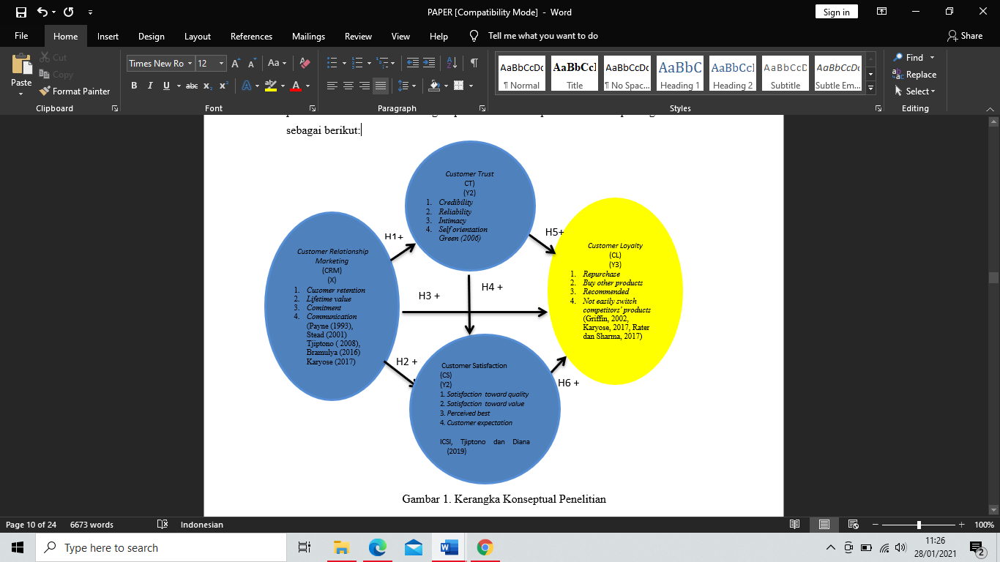 PAPER [Compatibility Mode] - Word
Sign in
File Home Insert Design Layout References Mailings Review View Help Tell me what you want to do Share
Paste
Cut
Copy
Format Painter
Clipboard
Times New Ro 12
Font
Paragraph
AaBbCcDc AaBbCcI AaBbCcDc AaBbC AaBbCcI AaBbCcD AaBbCcDc
¶ Normal Title ¶ No Spac... Heading 1 Heading 2 Subtitle Subtle Em...
Styles
Find
Replace
Select
Editing
sebagai berikut:
Customer Trust
CT)
(Y2)
1. Credibility
2. Reliability
3. Intimacy
4. Self orientation
Green (2006)
H1+
H5+
Customer Relationship
Marketing
(CRM)
(X)
1. Cusomer retention
2. Lifetime value
3. Comitment
4. Communication
(Payne (1993),
Stead (2001)
Tjiptono ( 2008),
Bramulya (2016)
Karyose (2017)
H3 +
H4 +
Customer Loyalty
(CL)
(Y3)
1. Repurchase
2. Buy other products
3. Recommended
4. Not easily switch
competitors' products
(Griffin, 2002,
Karyose, 2017, Rater
dan Sharma, 2017)
H2 +
H6 +
Customer Satisfaction
(CS)
(Y2)
1. Satisfaction toward quality
2. Satisfaction toward value
3. Perceived best
4. Customer expectation
ICSI, Tjiptono dan Diana
(2019)
Gambar 1. Kerangka Konseptual Penelitian
Page 10 of 24 6673 words Indonesian 100%
Type here to search
11:26
28/01/2021
2